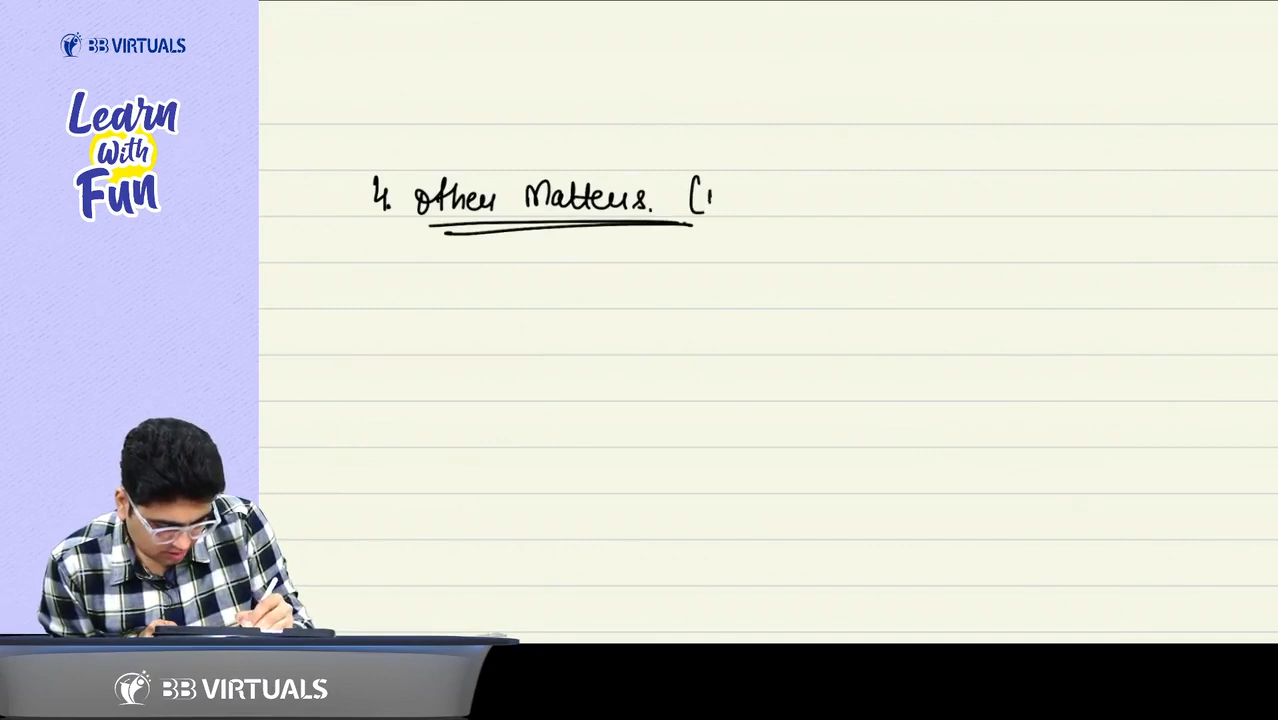 BB VIRTUALS
Learn
with
Fun
4. Other Matters. (
BB VIRTUALS